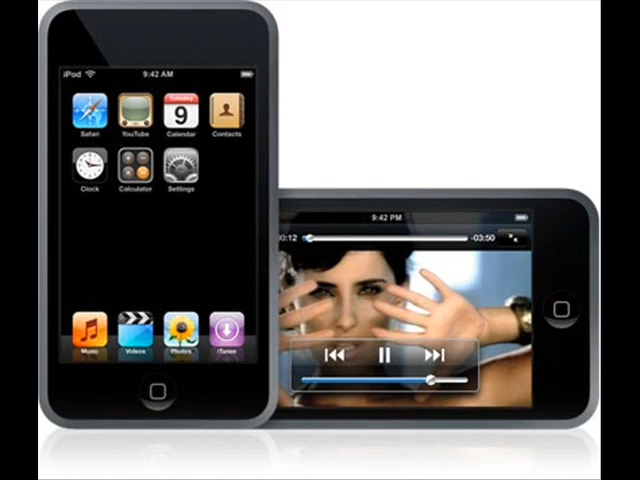 iPod 9:42 AM
Tuesday
9
Safari YouTube Calendar Contacts
Clock Calculator Settings
Music Videos Photos iTunes
9:42 PM
0:12 -03:50